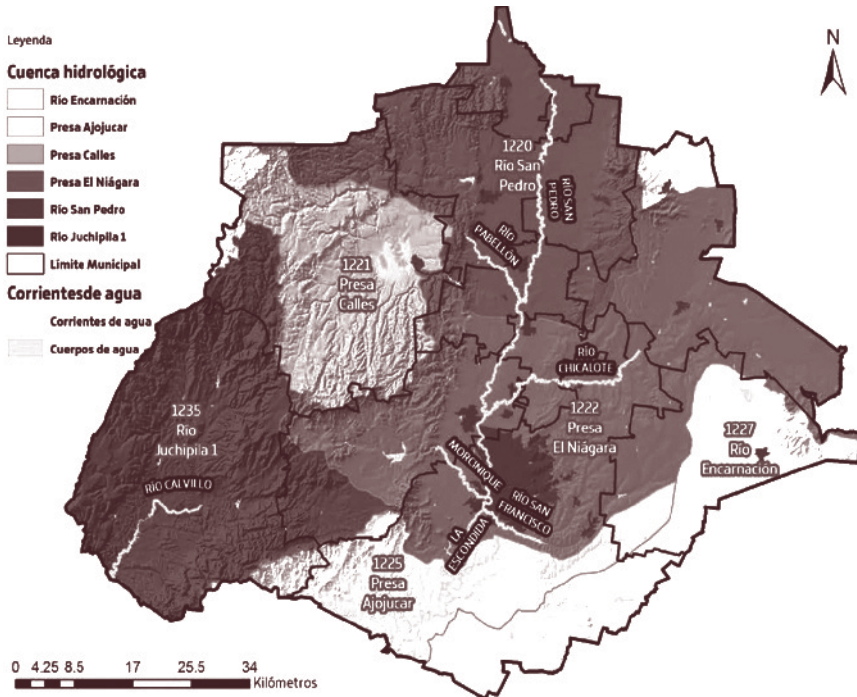 Leyenda
Cuenca hidrológica
Río Encarnación
Presa Ajojucar
Presa Calles
Presa El Niágara
Río San Pedro
Río Juchipila 1
Límite Municipal
Corrientesde agua
Corrientes de agua
Cuerpos de agua
N
1220
Río San
Pedro
RÍO SAN
PEDRO
RÍO
PABELLÓN
1221
Presa
Calles
RÍO
CHICALOTE
1235
Río
Juchipila 1
1222
Presa
El Niágara
1227
Río
Encarnación
RÍO CALVILLO
MORCINIQUE
RÍO SAN
FRANCISCO
LA
ESCONDIDA
1225
Presa
Ajojucar
0 4.25 8.5 17 25.5 34
Kilómetros